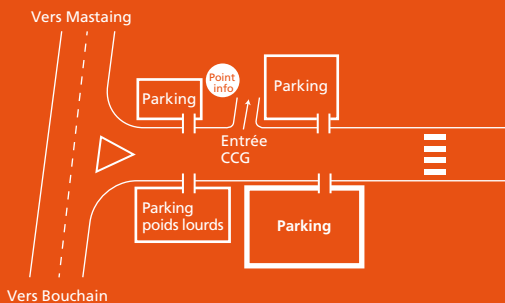 Vers Mastaing
Point
info
Parking
Parking
Entrée
CCG
Parking
poids lourds
Parking
Vers Bouchain